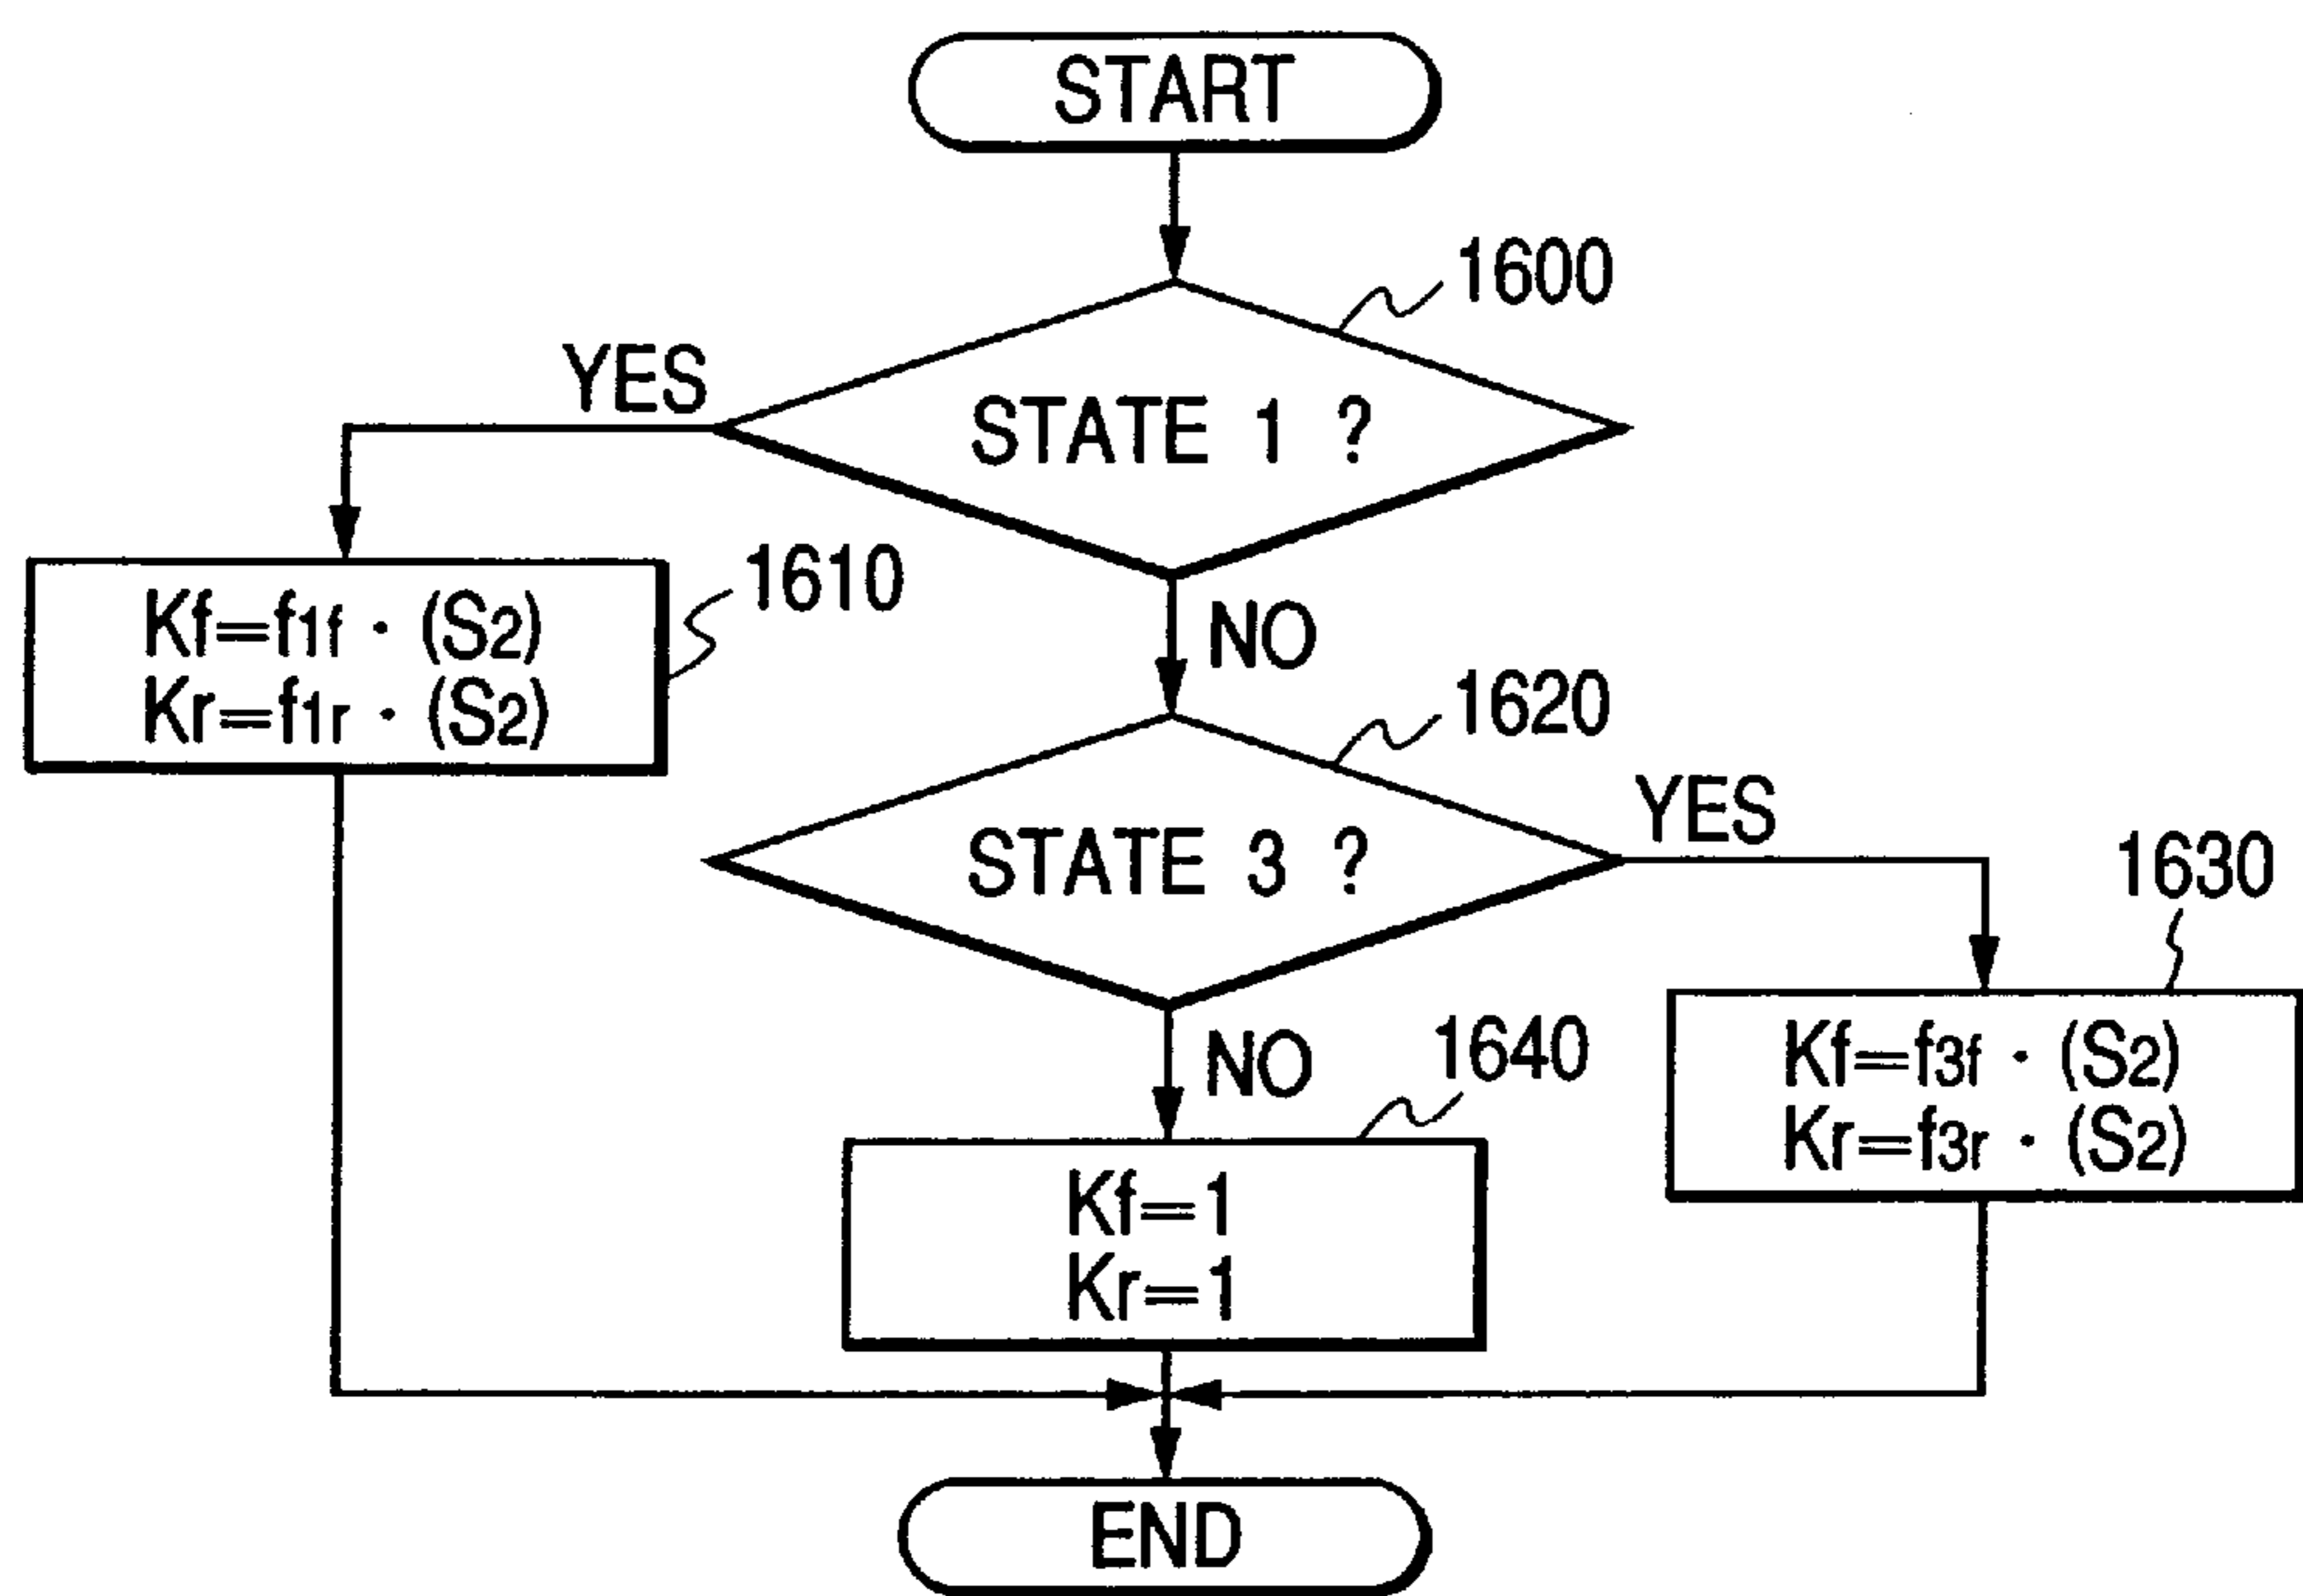 START
1600
YES
STATE 1 ?
1610
Kf=f1f · (S2)
Kr=f1r · (S2)
NO
1620
YES
STATE 3 ?
1630
NO
1640
Kf=f3f · (S2)
Kr=f3r · (S2)
Kf=1
Kr=1
END